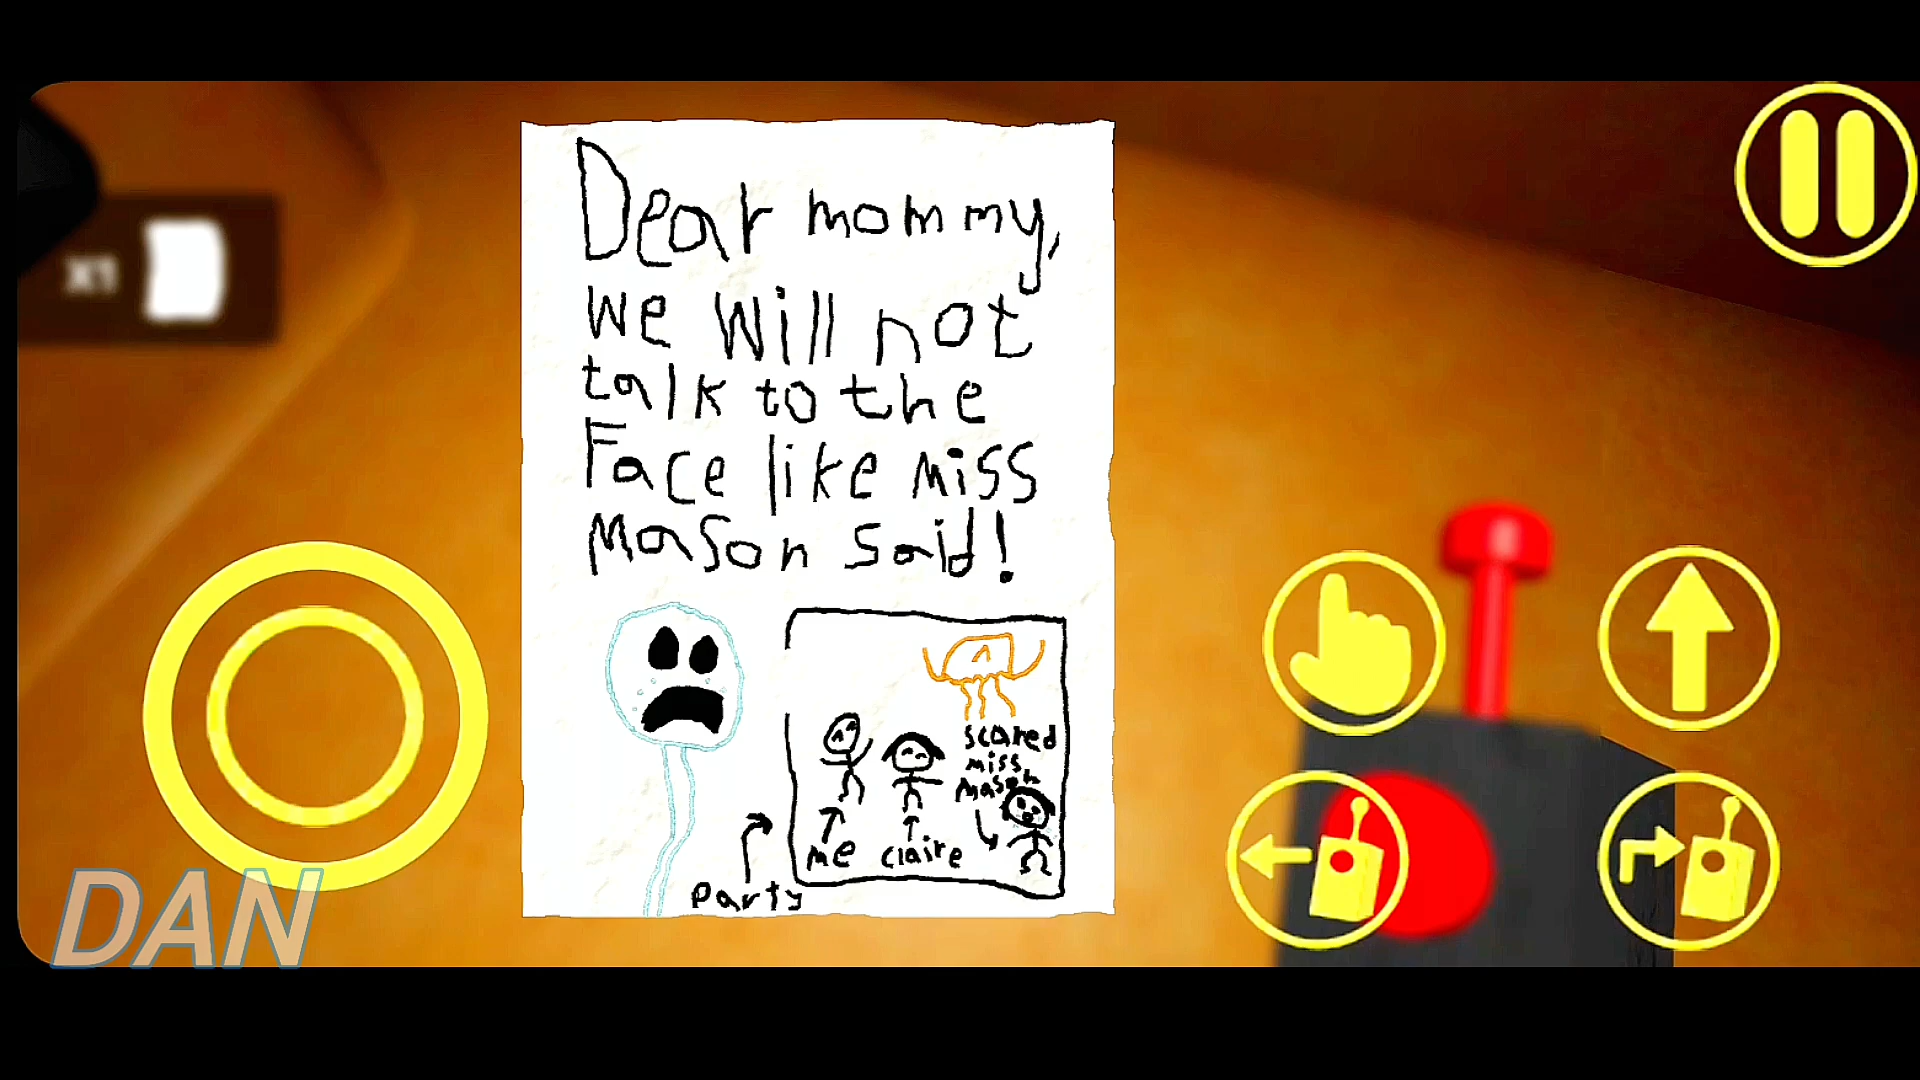 Dear mommy,
we will not
talk to the
Face like miss
mason said!
scared
miss
mason
me
claire
party
X1
DAN